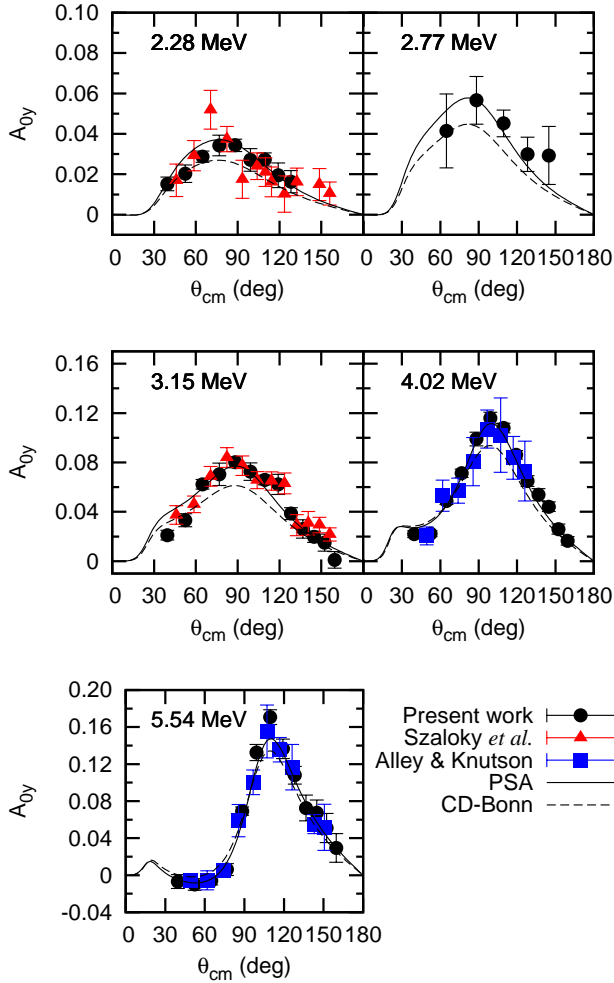 2.28 MeV
2.77 MeV
0.10
0.08
0.06
0.04
0.02
0
A0y
0 30 60 90 120 150
0 30 60 90 120 150 180
θcm (deg)
θcm (deg)
3.15 MeV
4.02 MeV
0.16
0.12
0.08
0.04
0
A0y
0 30 60 90 120 150
0 30 60 90 120 150 180
θcm (deg)
θcm (deg)
5.54 MeV
0.20
0.16
0.12
0.08
0.04
0
-0.04
A0y
0 30 60 90 120 150 180
θcm (deg)
Present work
Szaloky et al.
Alley & Knutson
PSA
CD-Bonn